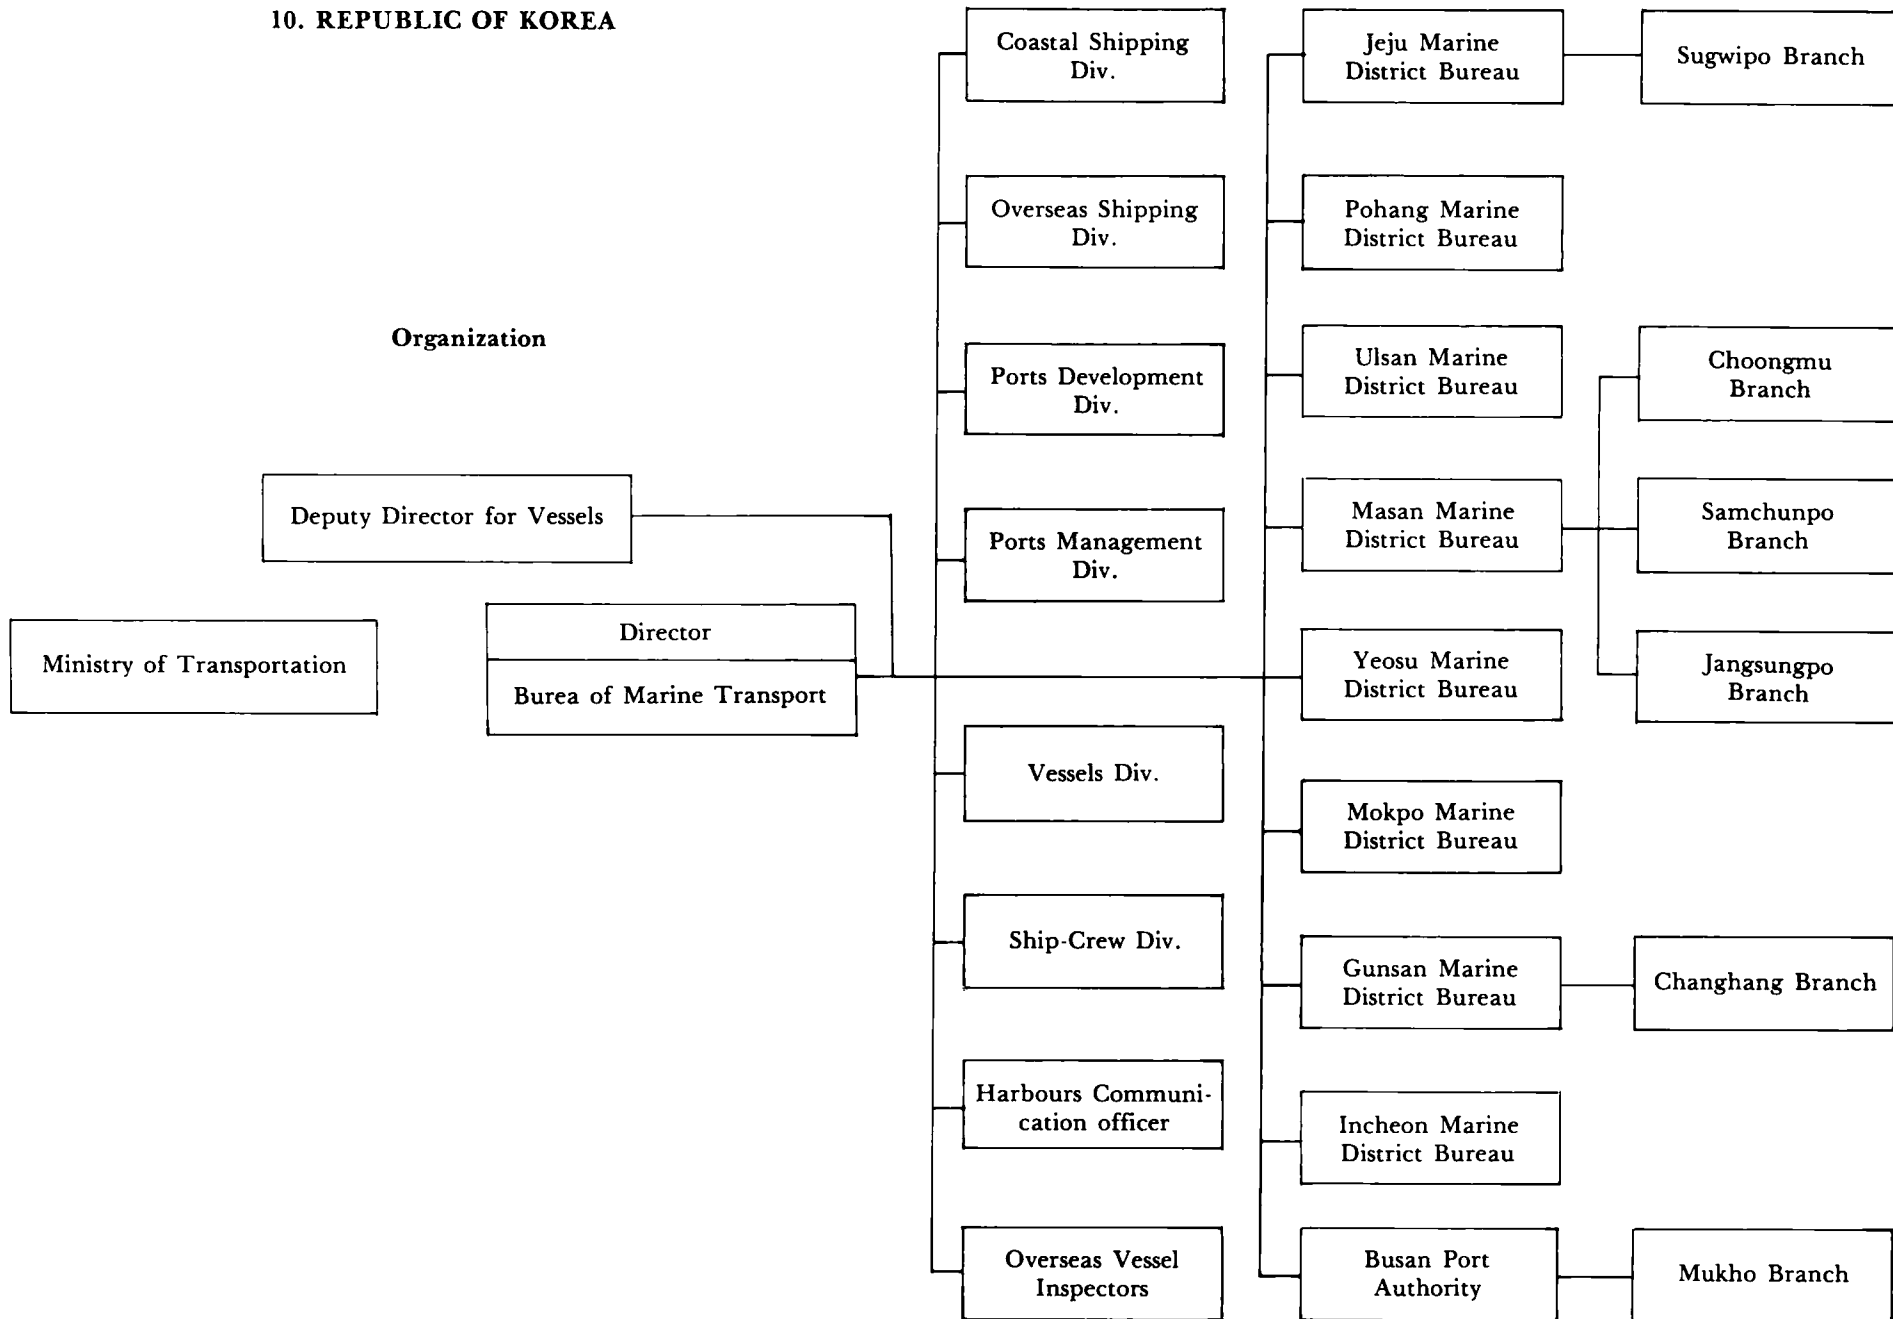 10. REPUBLIC OF KOREA
Organization
Ministry of Transportation
Deputy Director for Vessels
Director
Burea of Marine Transport
Coastal Shipping
Div.
Overseas Shipping
Div.
Ports Development
Div.
Ports Management
Div.
Vessels Div.
Ship-Crew Div.
Harbours Communi-
cation officer
Overseas Vessel
Inspectors
Jeju Marine
District Bureau
Pohang Marine
District Bureau
Ulsan Marine
District Bureau
Masan Marine
District Bureau
Yeosu Marine
District Bureau
Mokpo Marine
District Bureau
Gunsan Marine
District Bureau
Incheon Marine
District Bureau
Busan Port
Authority
Sugwipo Branch
Choongmu
Branch
Samchunpo
Branch
Jangsungpo
Branch
Changhang Branch
Mukho Branch